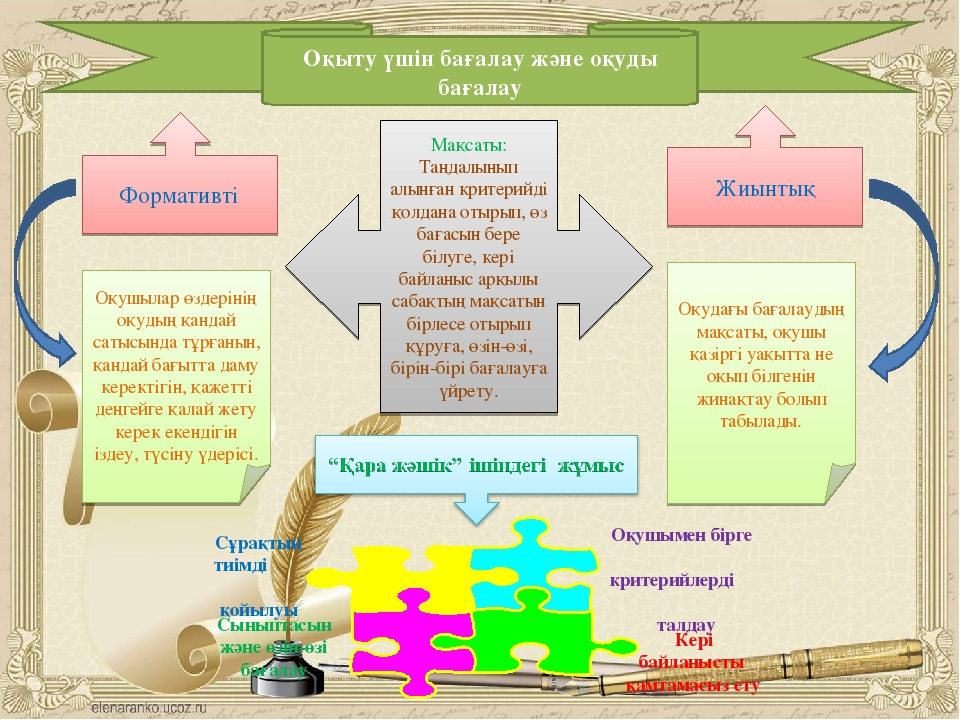 Оқыту үшін бағалау және оқуды
бағалау
Формативті
Мақсаты:
Таңдалынып
алынған критерийді
қолдана отырып, өз
бағасын бере
білуге, кері
байланыс арқылы
сабақтың мақсатын
бірлесе отырып
құруға, өзін-өзі,
бірін-бірі бағалауға
үйрету.
Жиынтық
Оқушылар өздерінің
оқудың қандай
сатысында тұрғанын,
қандай бағытта даму
керектігін, қажетті
деңгейге қалай жету
керек екендігін
іздеу, түсіну үдерісі.
Оқудағы бағалаудың
мақсаты, оқушы
қазіргі уақытта не
оқып білгенін
жинақтау болып
табылады.
“Қара жәшік” ішіндегі жұмыс
Сұрақтың
тиімді
қойылуы
Оқушымен бірге
критерийлерді
талдау
Сыныптасын
және өзін-өзі
бағалау
Кері
байланысты
қамтамасыз ету
elenaranko.ucoz.ru